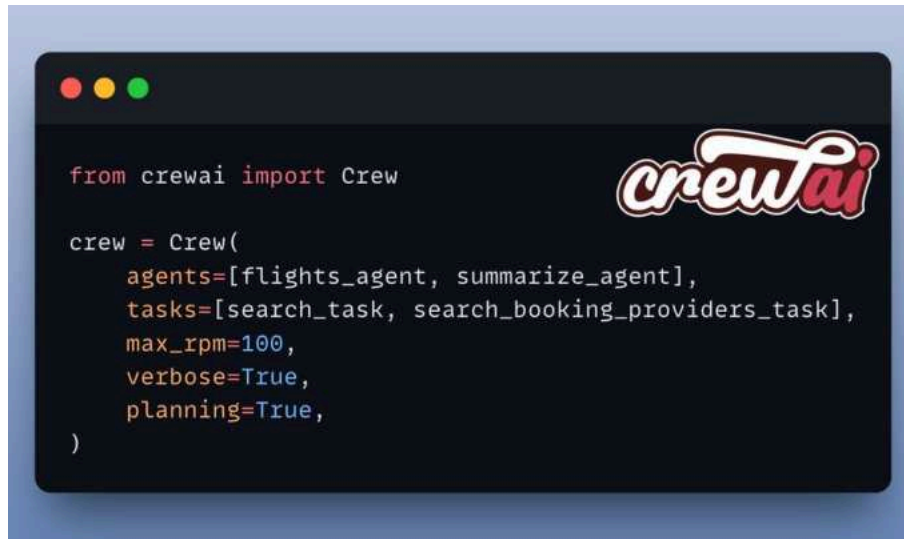 from crewai import Crew
crewai
crew = Crew(
    agents=[flights_agent, summarize_agent],
    tasks=[search_task, search_booking_providers_task],
    max_rpm=100,
    verbose=True,
    planning=True,
)